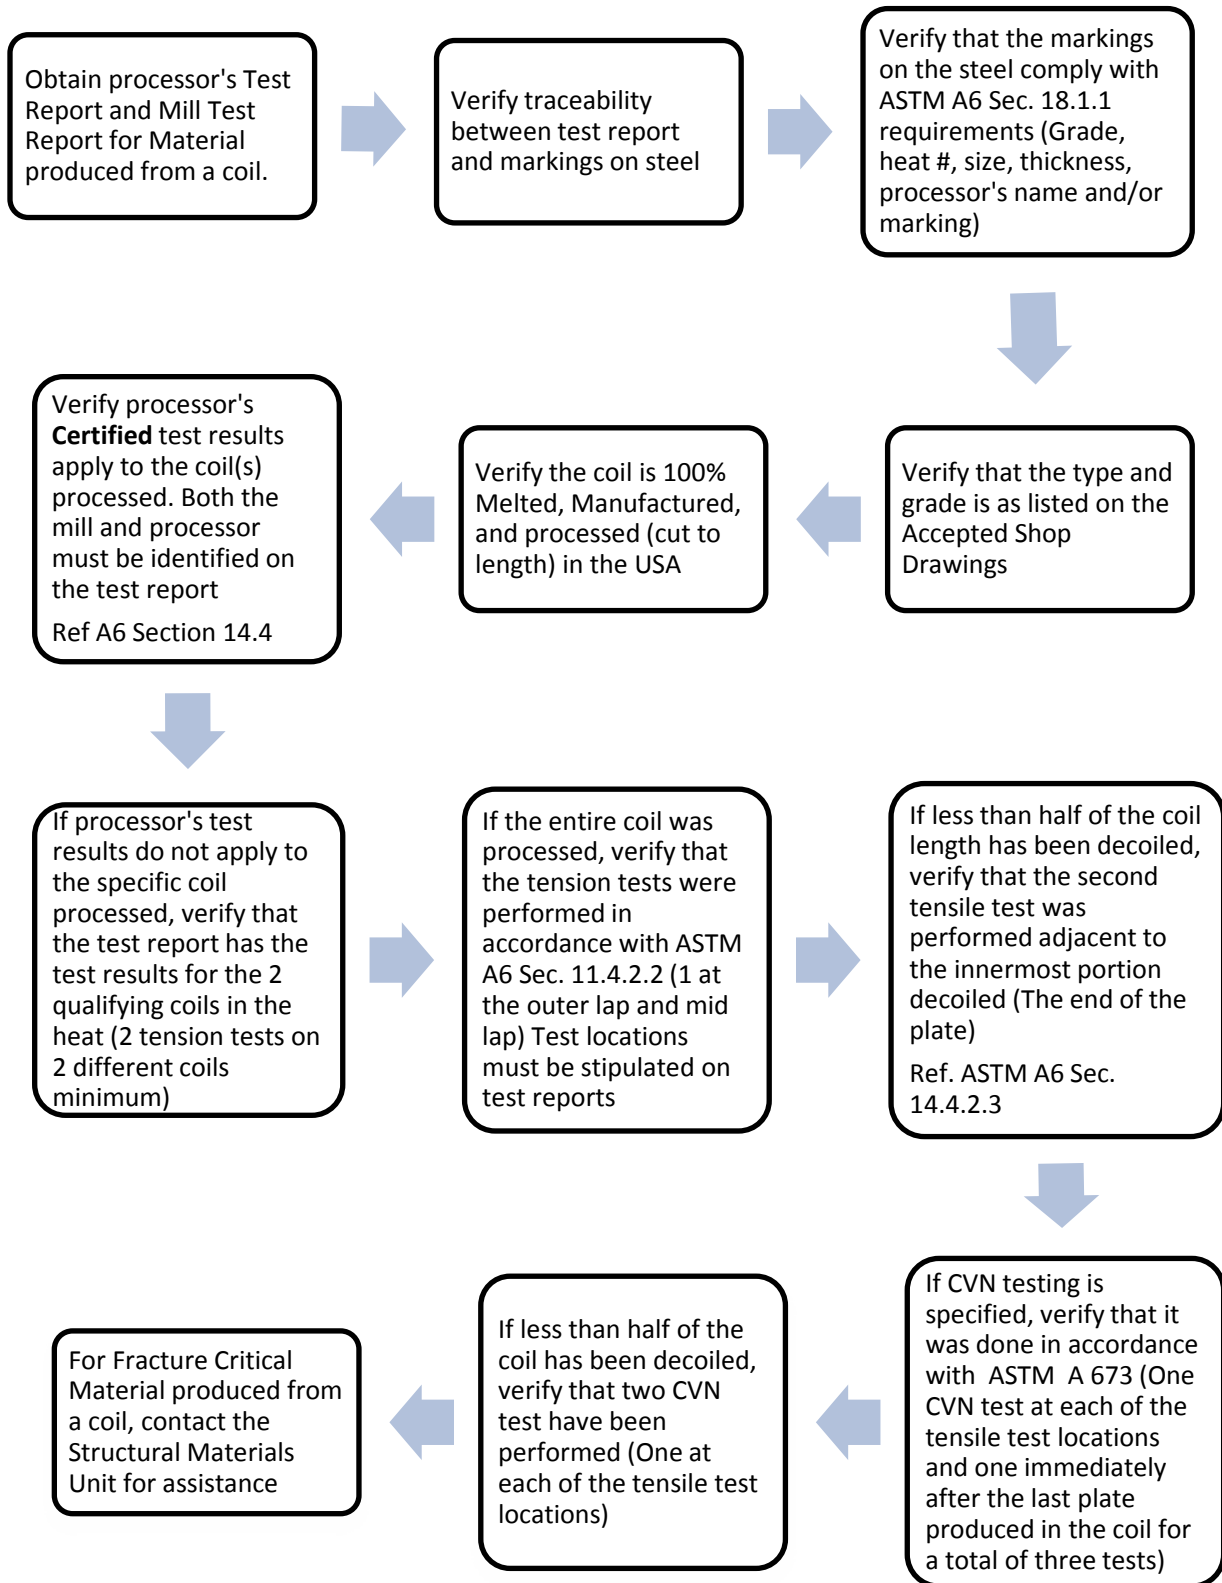 Obtain processor's Test
Report and Mill Test
Report for Material
produced from a coil.
Verify traceability
between test report
and markings on steel
Verify that the markings
on the steel comply with
ASTM A6 Sec. 18.1.1
requirements (Grade,
heat #, size, thickness,
processor's name and/or
marking)
Verify that the type and
grade is as listed on the
Accepted Shop
Drawings
Verify the coil is 100%
Melted, Manufactured,
and processed (cut to
length) in the USA
Verify processor's
Certified test results
apply to the coil(s)
processed. Both the
mill and processor
must be identified on
the test report
Ref A6 Section 14.4
If processor's test
results do not apply to
the specific coil
processed, verify that
the test report has the
test results for the 2
qualifying coils in the
heat (2 tension tests on
2 different coils
minimum)
If the entire coil was
processed, verify that
the tension tests were
performed in
accordance with ASTM
A6 Sec. 11.4.2.2 (1 at
the outer lap and mid
lap) Test locations
must be stipulated on
test reports
If less than half of the coil
length has been decoiled,
verify that the second
tensile test was
performed adjacent to
the innermost portion
decoiled (The end of the
plate)
Ref. ASTM A6 Sec.
14.4.2.3
If CVN testing is
specified, verify that it
was done in accordance
with ASTM A 673 (One
CVN test at each of the
tensile test locations
and one immediately
after the last plate
produced in the coil for
a total of three tests)
If less than half of the
coil has been decoiled,
verify that two CVN
test have been
performed (One at
each of the tensile test
locations)
For Fracture Critical
Material produced from
a coil, contact the
Structural Materials
Unit for assistance